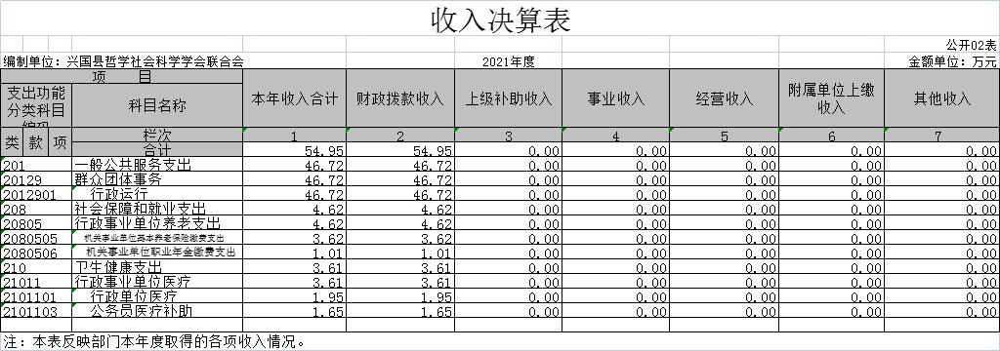 收入决算表
公开02表
编制单位：兴国县哲学社会科学学会联合会 2021年度 金额单位：万元
项 目 本年收入合计 财政拨款收入 上级补助收入 事业收入 经营收入 附属单位上缴收入 其他收入
支出功能分类科目编码 科目名称
类 款 项 栏次 1 2 3 4 5 6 7
合计 54.95 54.95 0.00 0.00 0.00 0.00 0.00
201 一般公共服务支出 46.72 46.72 0.00 0.00 0.00 0.00 0.00
20129 群众团体事务 46.72 46.72 0.00 0.00 0.00 0.00 0.00
2012901 行政运行 46.72 46.72 0.00 0.00 0.00 0.00 0.00
208 社会保障和就业支出 4.62 4.62 0.00 0.00 0.00 0.00 0.00
20805 行政事业单位养老支出 4.62 4.62 0.00 0.00 0.00 0.00 0.00
2080505 机关事业单位基本养老保险缴费支出 3.62 3.62 0.00 0.00 0.00 0.00 0.00
2080506 机关事业单位职业年金缴费支出 1.01 1.01 0.00 0.00 0.00 0.00 0.00
210 卫生健康支出 3.61 3.61 0.00 0.00 0.00 0.00 0.00
21011 行政事业单位医疗 3.61 3.61 0.00 0.00 0.00 0.00 0.00
2101101 行政单位医疗 1.95 1.95 0.00 0.00 0.00 0.00 0.00
2101103 公务员医疗补助 1.65 1.65 0.00 0.00 0.00 0.00 0.00
注：本表反映部门本年度取得的各项收入情况。